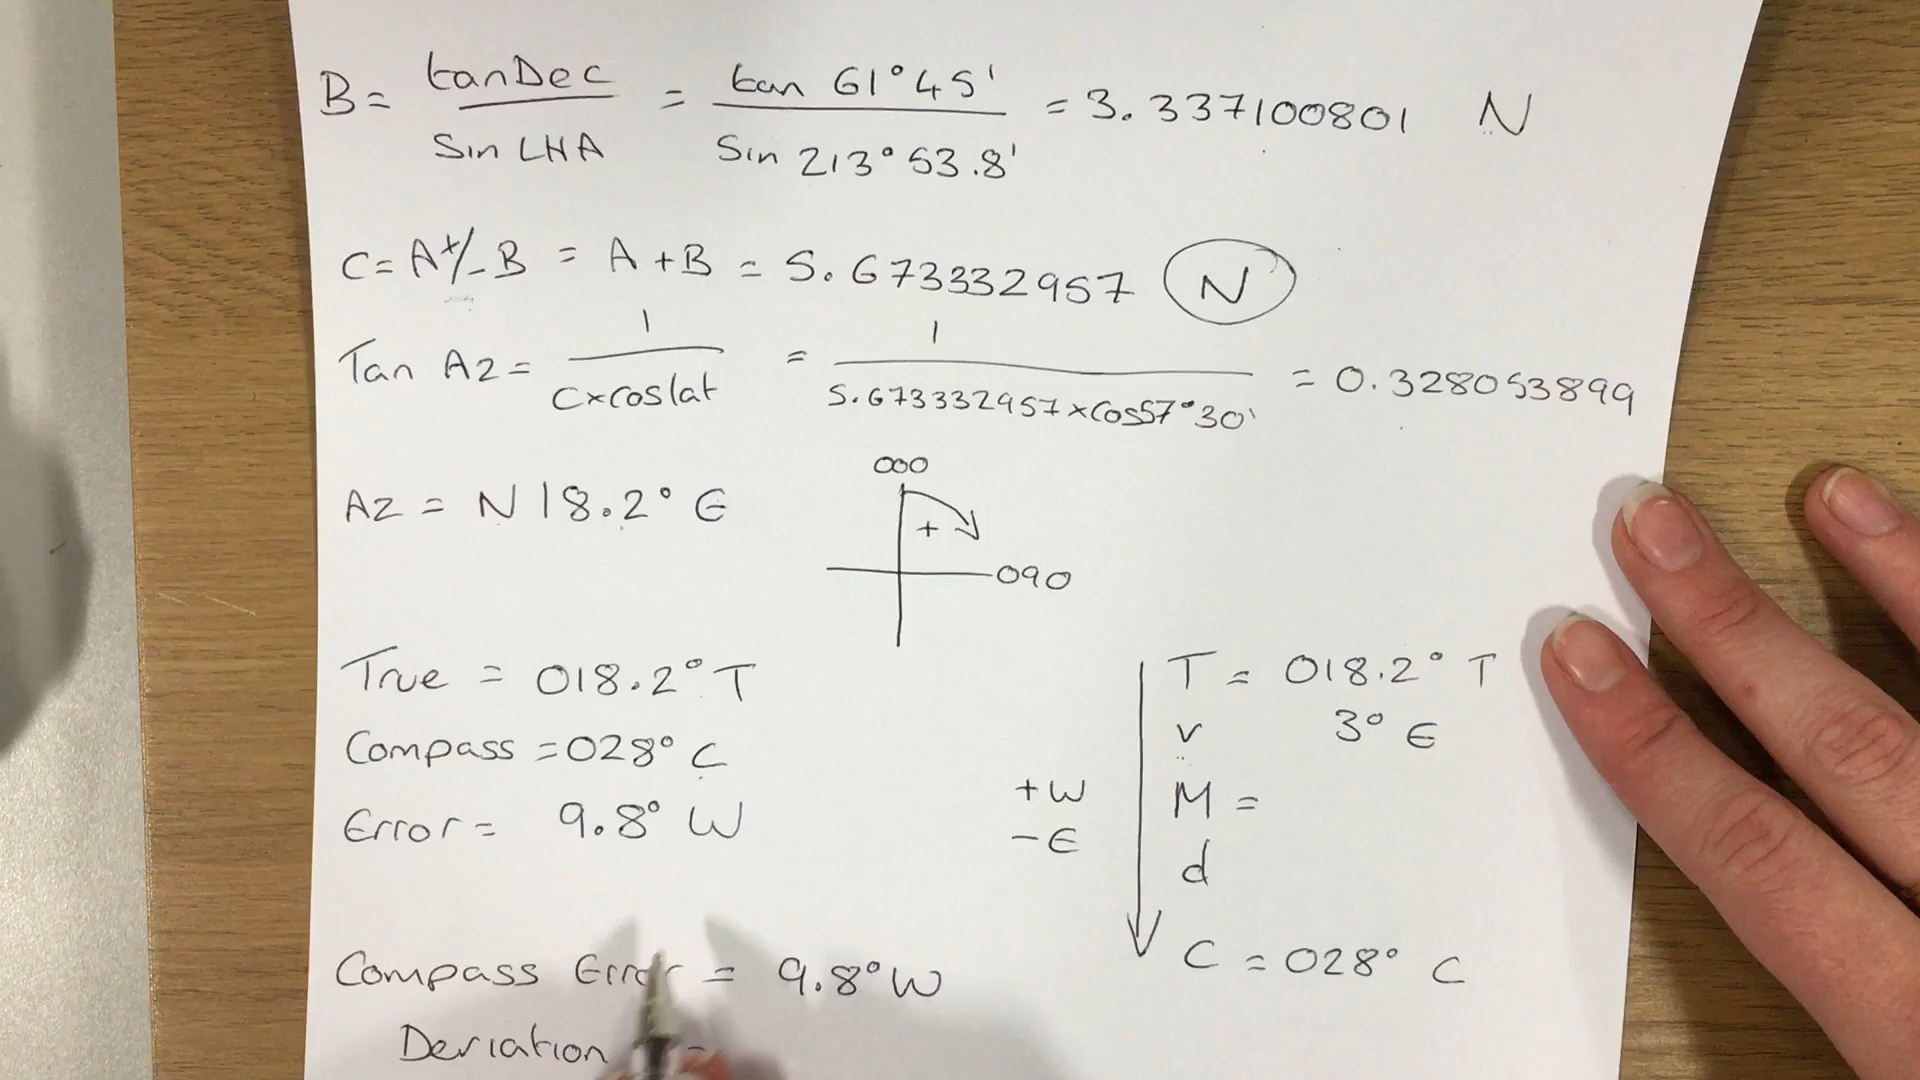 B = tanDec / Sin LHA = tan 61°45' / Sin 213°53.8' = 3.337100801 N
C = A+/-B = A+B = 5.673332957 N
Tan Az = 1 / C×cos lat = 1 / 5.673332957×Cos57°30' = 0.328053899
000
Az = N 18.2° E
+
090
True = 018.2° T
Compass = 028° C
Error = 9.8° W
T = 018.2° T
v 3° E
+W
-E
M =
d
C = 028° C
Compass Error = 9.8° W
Deviation =